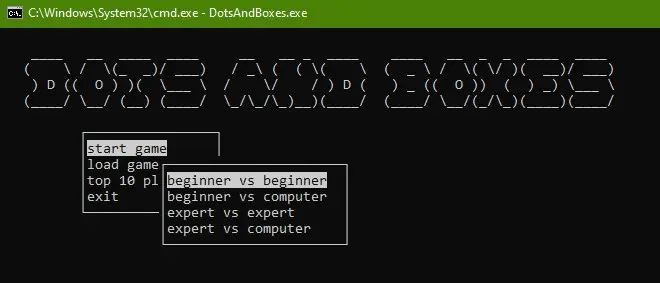 C:\Windows\System32\cmd.exe - DotsAndBoxes.exe
DOTS AND BOXES
start game
load game
top 10 pl
exit
beginner vs beginner
beginner vs computer
expert vs expert
expert vs computer